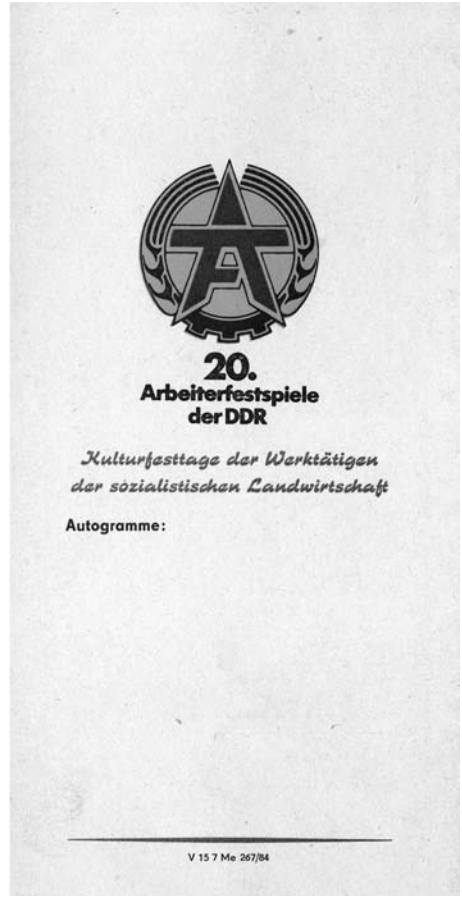 20.
Arbeiterfestspiele
der DDR
Kulturfesttage der Werktätigen
der sozialistischen Landwirtschaft
Autogramme:
V 15 7 Me 267/84